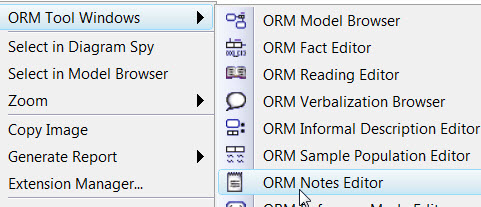 ORM Tool Windows
Select in Diagram Spy
Select in Model Browser
Zoom
Copy Image
Generate Report
Extension Manager...
ORM Model Browser
ORM Fact Editor
ORM Reading Editor
ORM Verbalization Browser
ORM Informal Description Editor
ORM Sample Population Editor
ORM Notes Editor